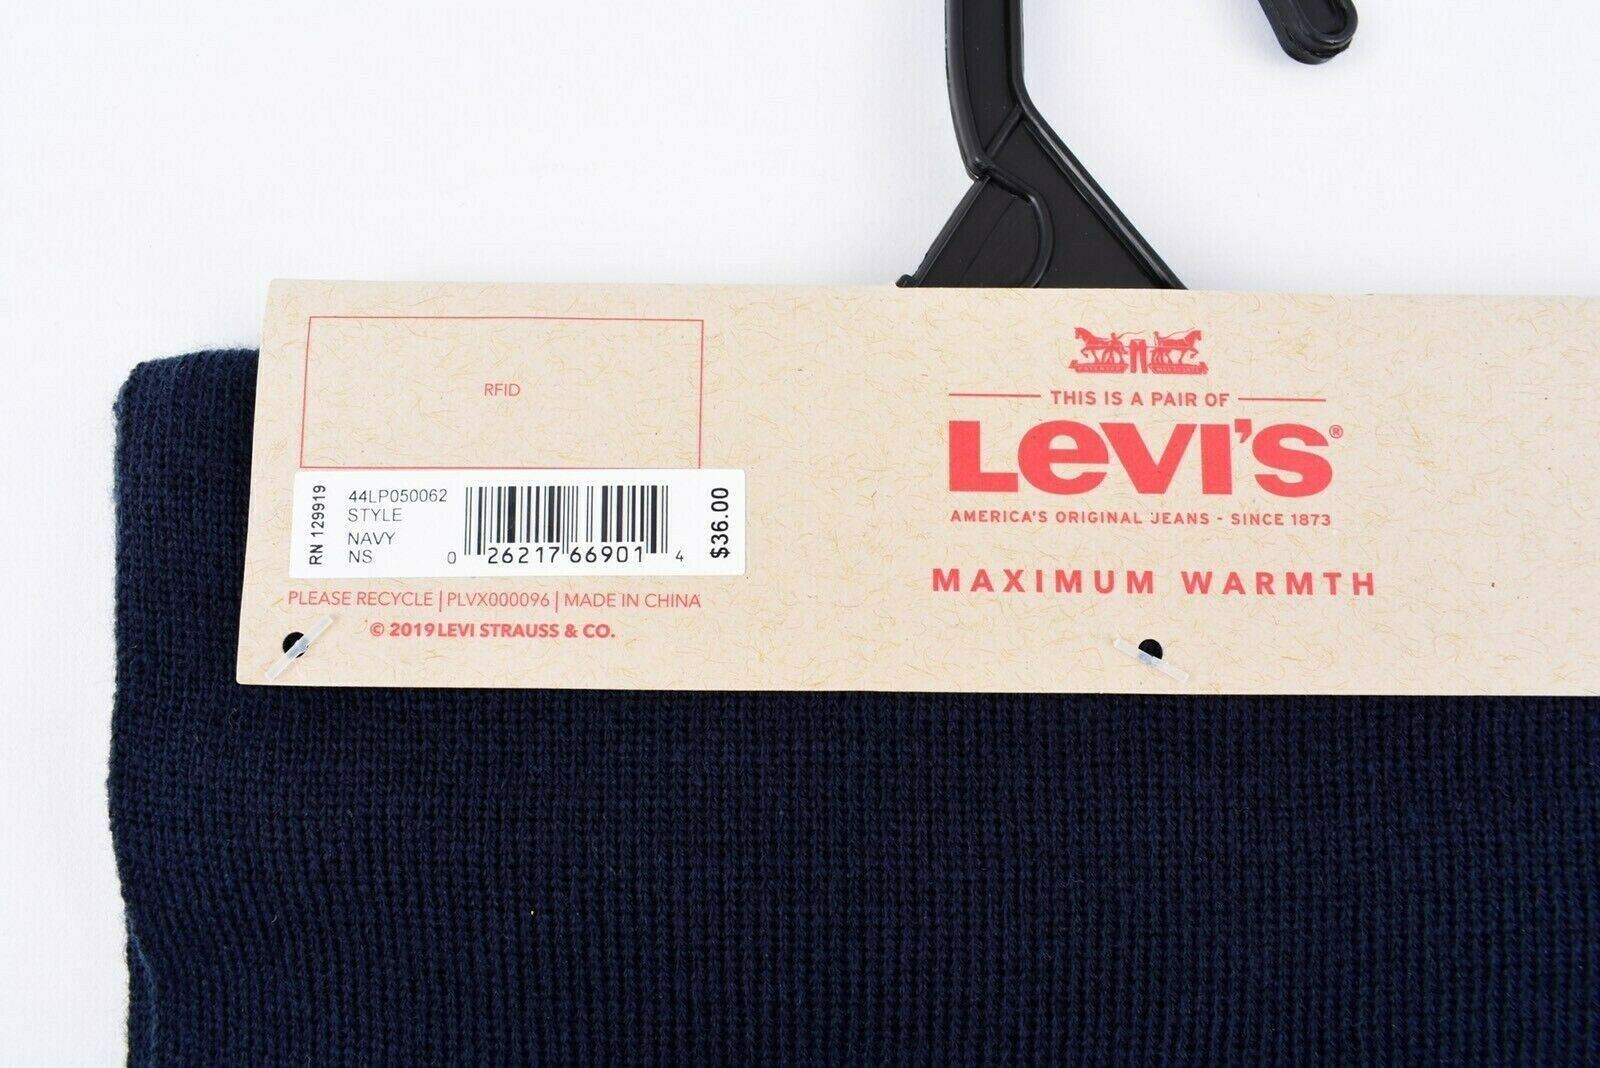 RFID
RN 129919
44LP050062
STYLE
NAVY
NS
0 26217 66901 4
$36.00
PLEASE RECYCLE | PLVX000096 | MADE IN CHINA
© 2019 LEVI STRAUSS & CO.
THIS IS A PAIR OF
LEVI'S®
AMERICA'S ORIGINAL JEANS - SINCE 1873
MAXIMUM WARMTH